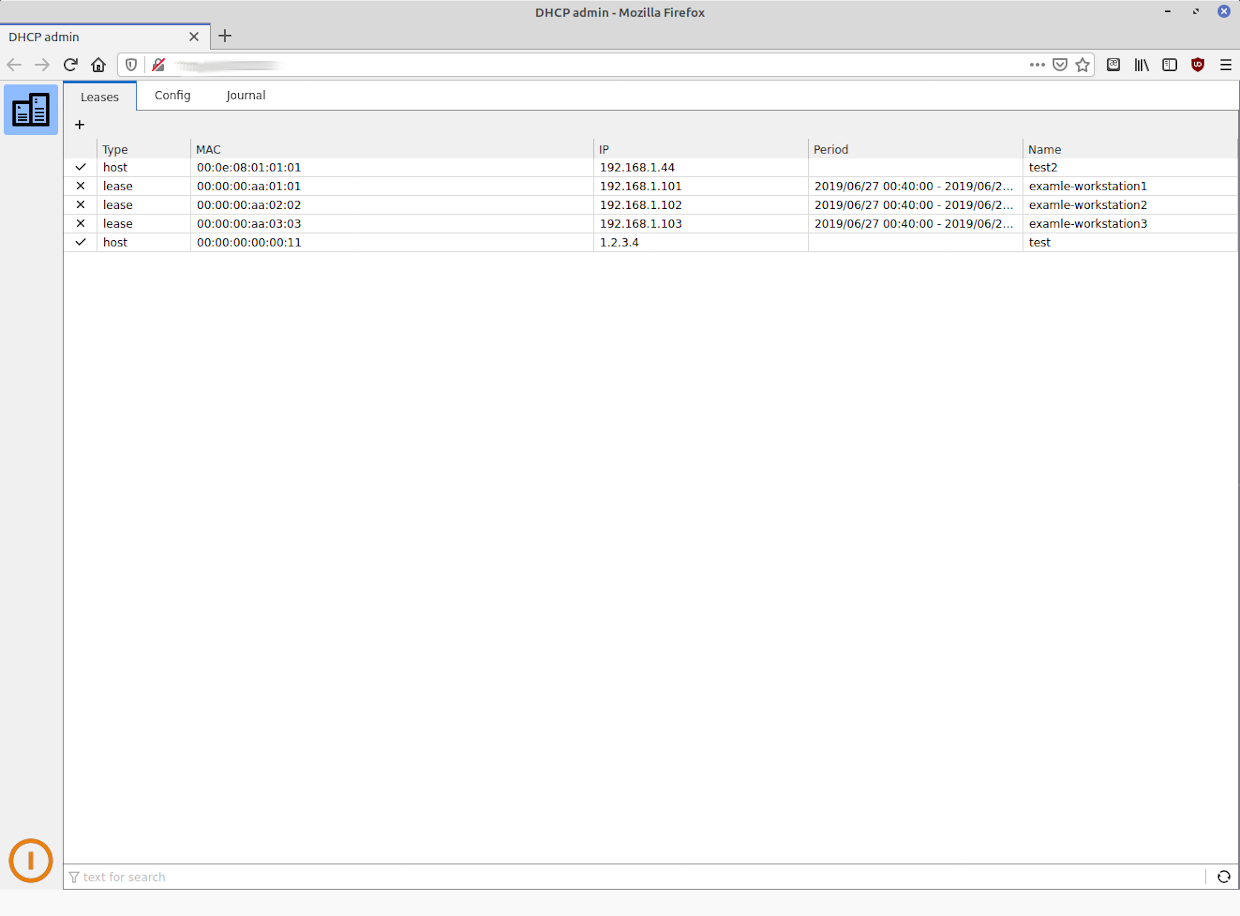 DHCP admin - Mozilla Firefox
DHCP admin
Leases Config Journal
+
Type MAC IP Period Name
host 00:0e:08:01:01:01 192.168.1.44 test2
lease 00:00:00:aa:01:01 192.168.1.101 2019/06/27 00:40:00 - 2019/06/2... examle-workstation1
lease 00:00:00:aa:02:02 192.168.1.102 2019/06/27 00:40:00 - 2019/06/2... examle-workstation2
lease 00:00:00:aa:03:03 192.168.1.103 2019/06/27 00:40:00 - 2019/06/2... examle-workstation3
host 00:00:00:00:00:11 1.2.3.4 test
text for search